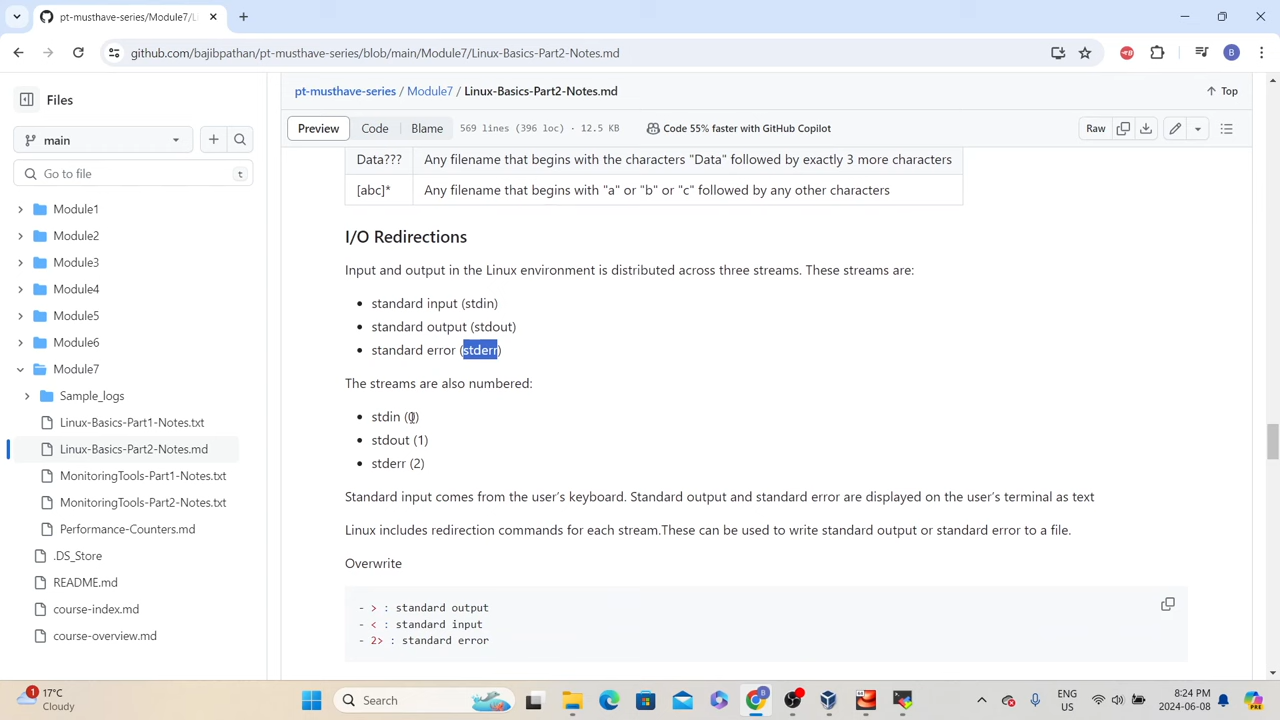 pt-musthave-series/Module7/Li
github.com/bajibpathan/pt-musthave-series/blob/main/Module7/Linux-Basics-Part2-Notes.md
B
Files
pt-musthave-series / Module7 / Linux-Basics-Part2-Notes.md
Top
main
Preview
Code
Blame
569 lines (396 loc) · 12.5 KB
Code 55% faster with GitHub Copilot
Raw
Go to file
t
Data??? Any filename that begins with the characters "Data" followed by exactly 3 more characters
[abc]* Any filename that begins with "a" or "b" or "c" followed by any other characters
Module1
Module2
Module3
Module4
Module5
Module6
Module7
Sample_logs
Linux-Basics-Part1-Notes.txt
Linux-Basics-Part2-Notes.md
MonitoringTools-Part1-Notes.txt
MonitoringTools-Part2-Notes.txt
Performance-Counters.md
.DS_Store
README.md
course-index.md
course-overview.md
I/O Redirections
Input and output in the Linux environment is distributed across three streams. These streams are:
standard input (stdin)
standard output (stdout)
standard error (stderr)
The streams are also numbered:
stdin (0)
stdout (1)
stderr (2)
Standard input comes from the user's keyboard. Standard output and standard error are displayed on the user's terminal as text
Linux includes redirection commands for each stream.These can be used to write standard output or standard error to a file.
Overwrite
- > : standard output
- < : standard input
- 2> : standard error
1
17°C
Cloudy
Search
B
ENG
US
8:24 PM
2024-06-08
PRE